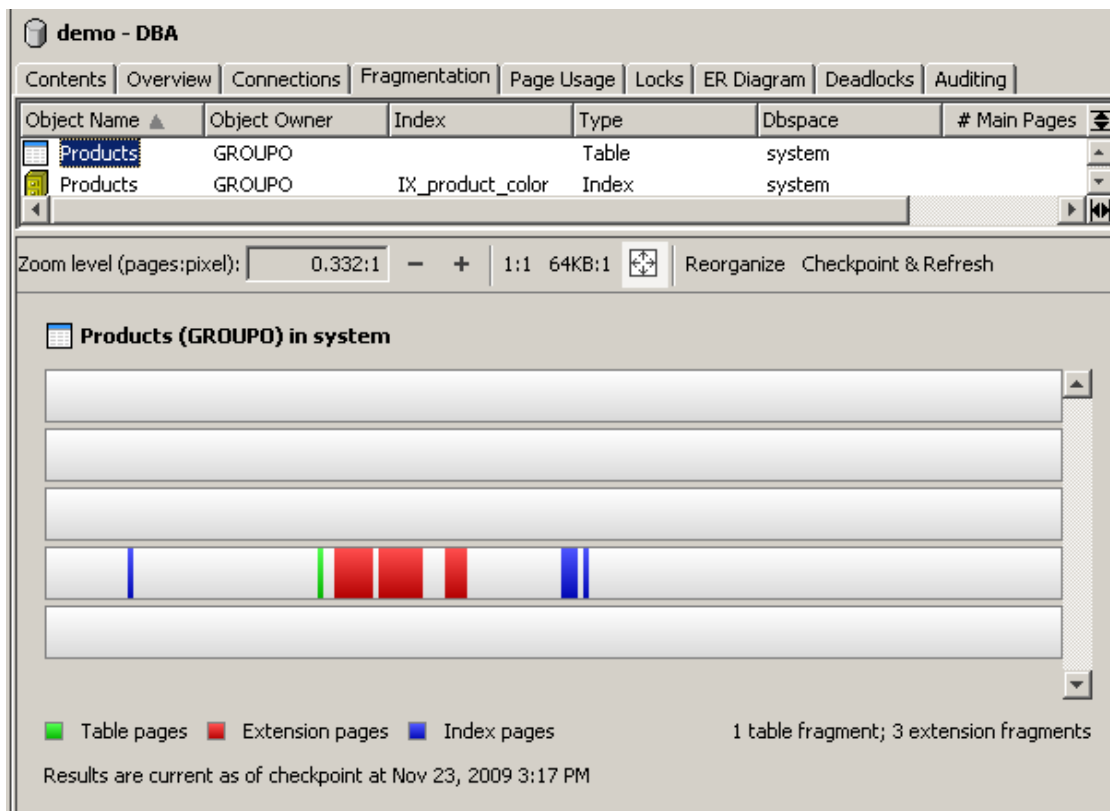 demo - DBA
Contents Overview Connections Fragmentation Page Usage Locks ER Diagram Deadlocks Auditing
Object Name Object Owner Index Type Dbspace # Main Pages
Products GROUPO Table system
Products GROUPO IX_product_color Index system
Zoom level (pages:pixel): 0.332:1 − + 1:1 64KB:1 Reorganize Checkpoint & Refresh
Products (GROUPO) in system
Table pages Extension pages Index pages 1 table fragment; 3 extension fragments
Results are current as of checkpoint at Nov 23, 2009 3:17 PM